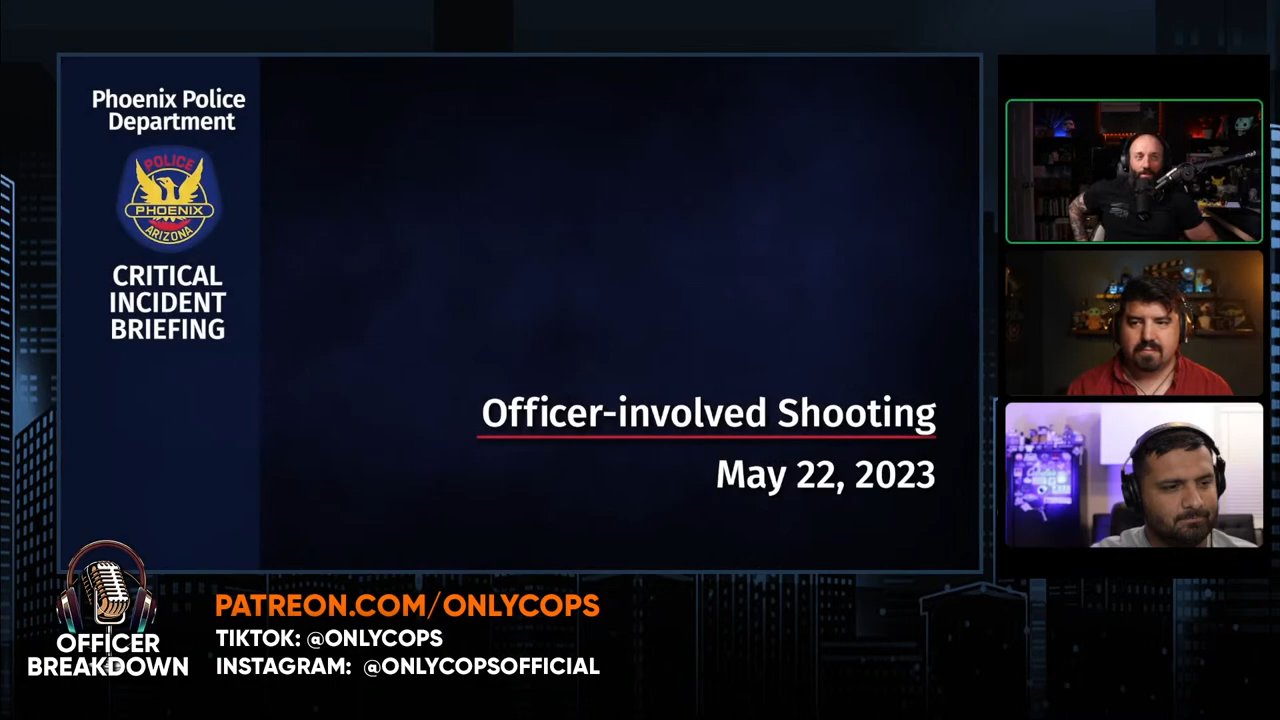 Phoenix Police
Department
POLICE
PHOENIX
ARIZONA
CRITICAL
INCIDENT
BRIEFING
Officer-involved Shooting
May 22, 2023
OFFICER
BREAKDOWN
PATREON.COM/ONLYCOPS
TIKTOK: @ONLYCOPS
INSTAGRAM: @ONLYCOPSOFFICIAL